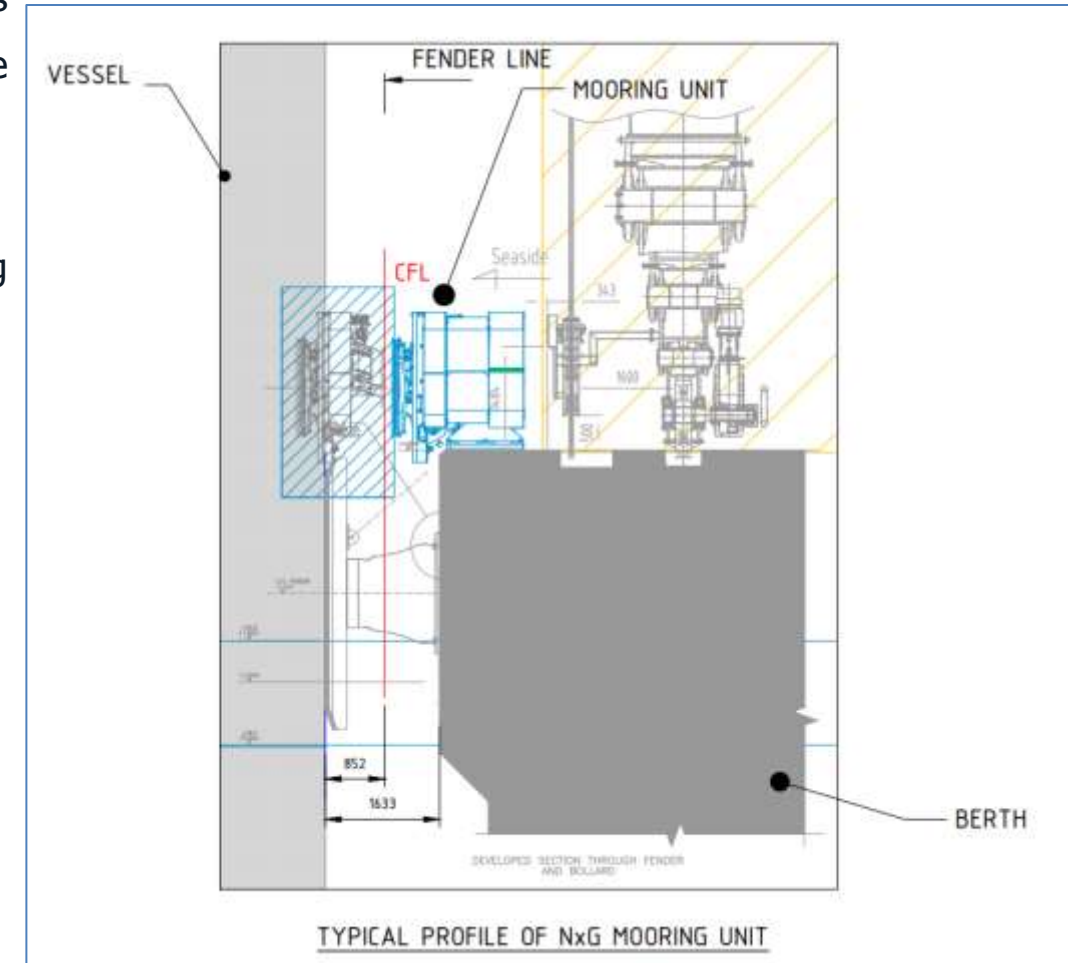 s
e
g
FENDER LINE
VESSEL
MOORING UNIT
Seaside
CFL
343
1600
852
1633
BERTH
DEVELOPED SECTION THROUGH FENDER
AND BOLLARD
TYPICAL PROFILE OF NxG MOORING UNIT